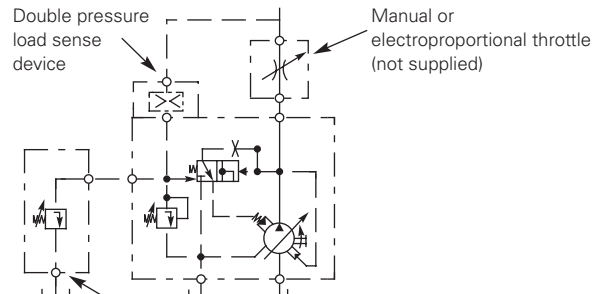 Double pressure
load sense
device
Manual or
electroproportional throttle
(not supplied)